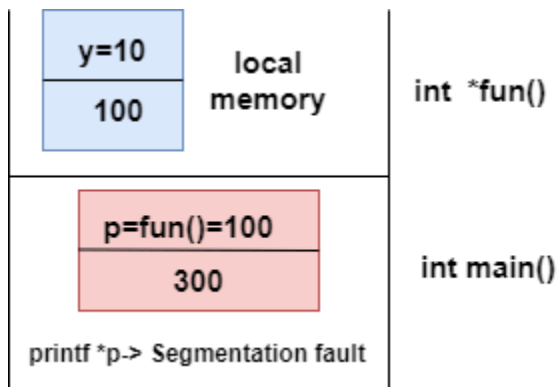 y=10
100
local
memory
int *fun()
p=fun()=100
300
int main()
printf *p-> Segmentation fault